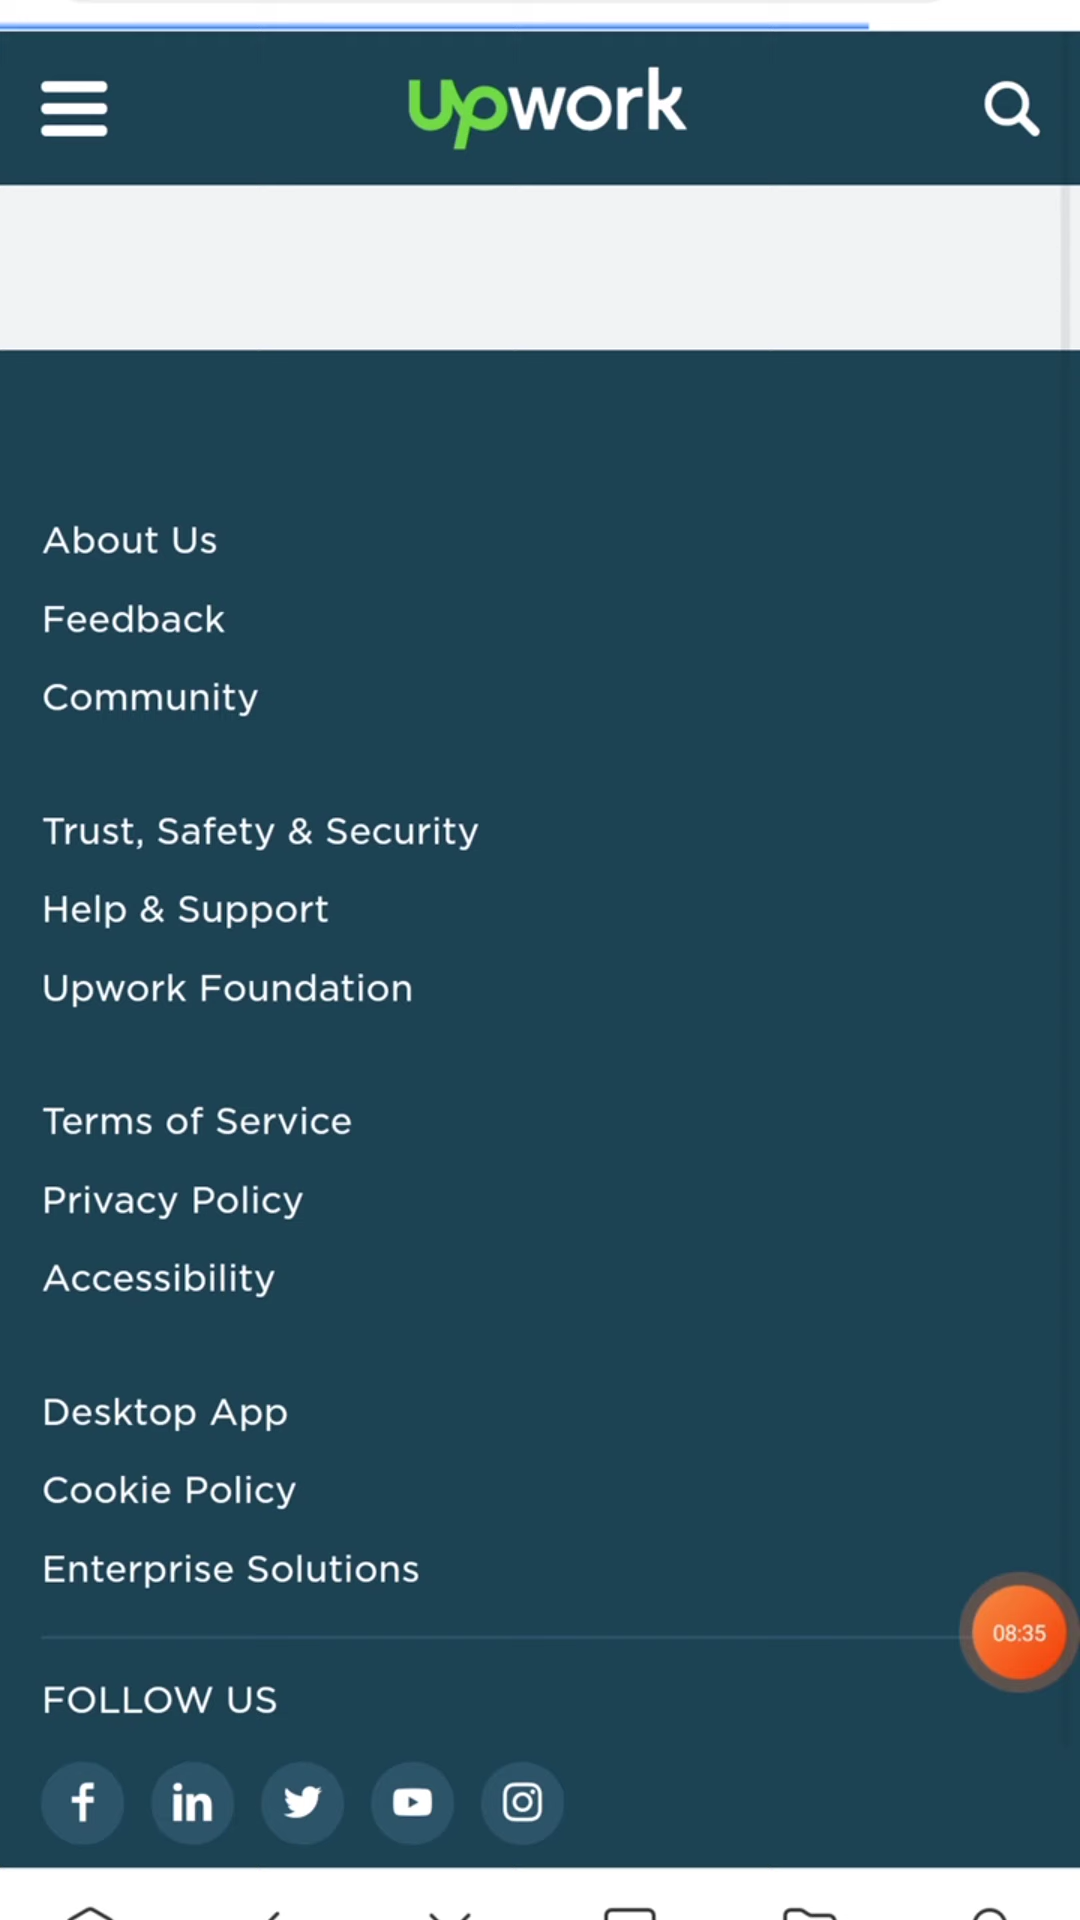 upwork
About Us
Feedback
Community
Trust, Safety & Security
Help & Support
Upwork Foundation
Terms of Service
Privacy Policy
Accessibility
Desktop App
Cookie Policy
Enterprise Solutions
08:35
FOLLOW US
f in